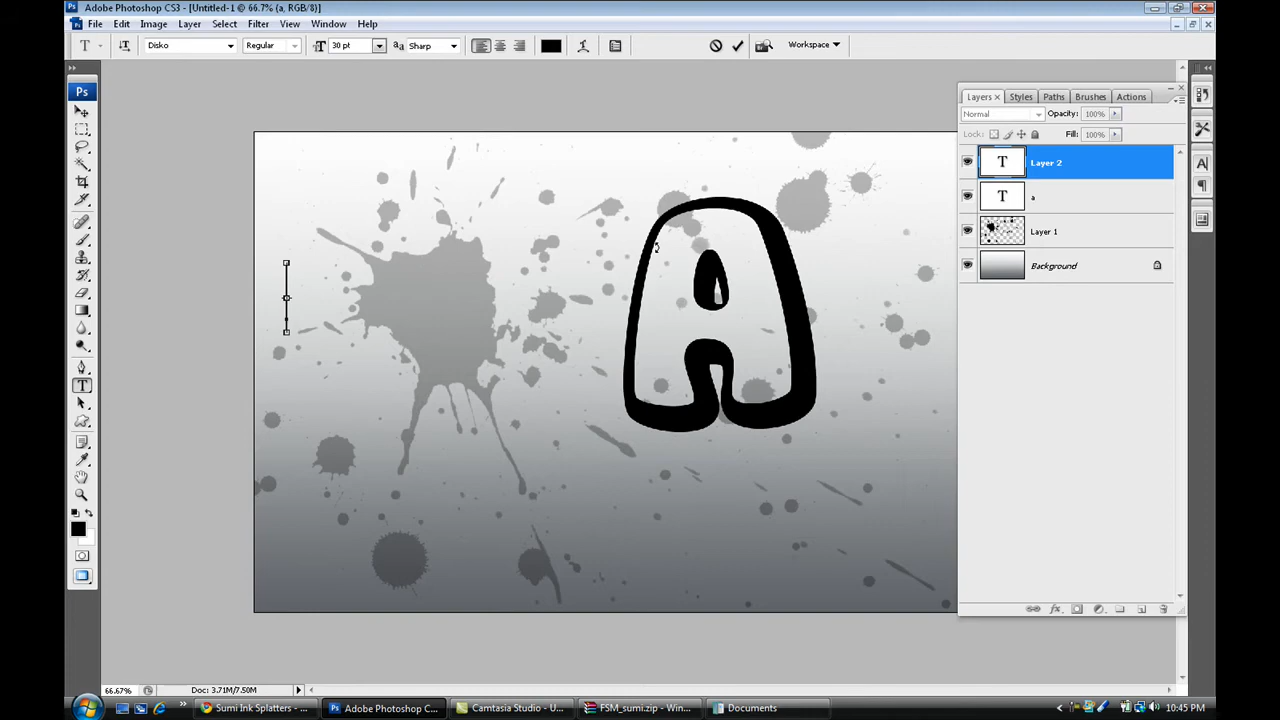 Adobe Photoshop CS3 - [Untitled-1 @ 66.7% (a, RGB/8)]
File Edit Image Layer Select Filter View Window Help
T Disko Regular T 30 pt aa Sharp Workspace
Ps
Layers Styles Paths Brushes Actions
Normal Opacity: 100%
Lock: Fill: 100%
T Layer 2
T a
Layer 1
Background
A
T
66.67% Doc: 3.71M/7.50M
Sumi Ink Splatters - ... Adobe Photoshop C... Camtasia Studio - U... FSM_sumi.zip - Win... Documents 10:45 PM